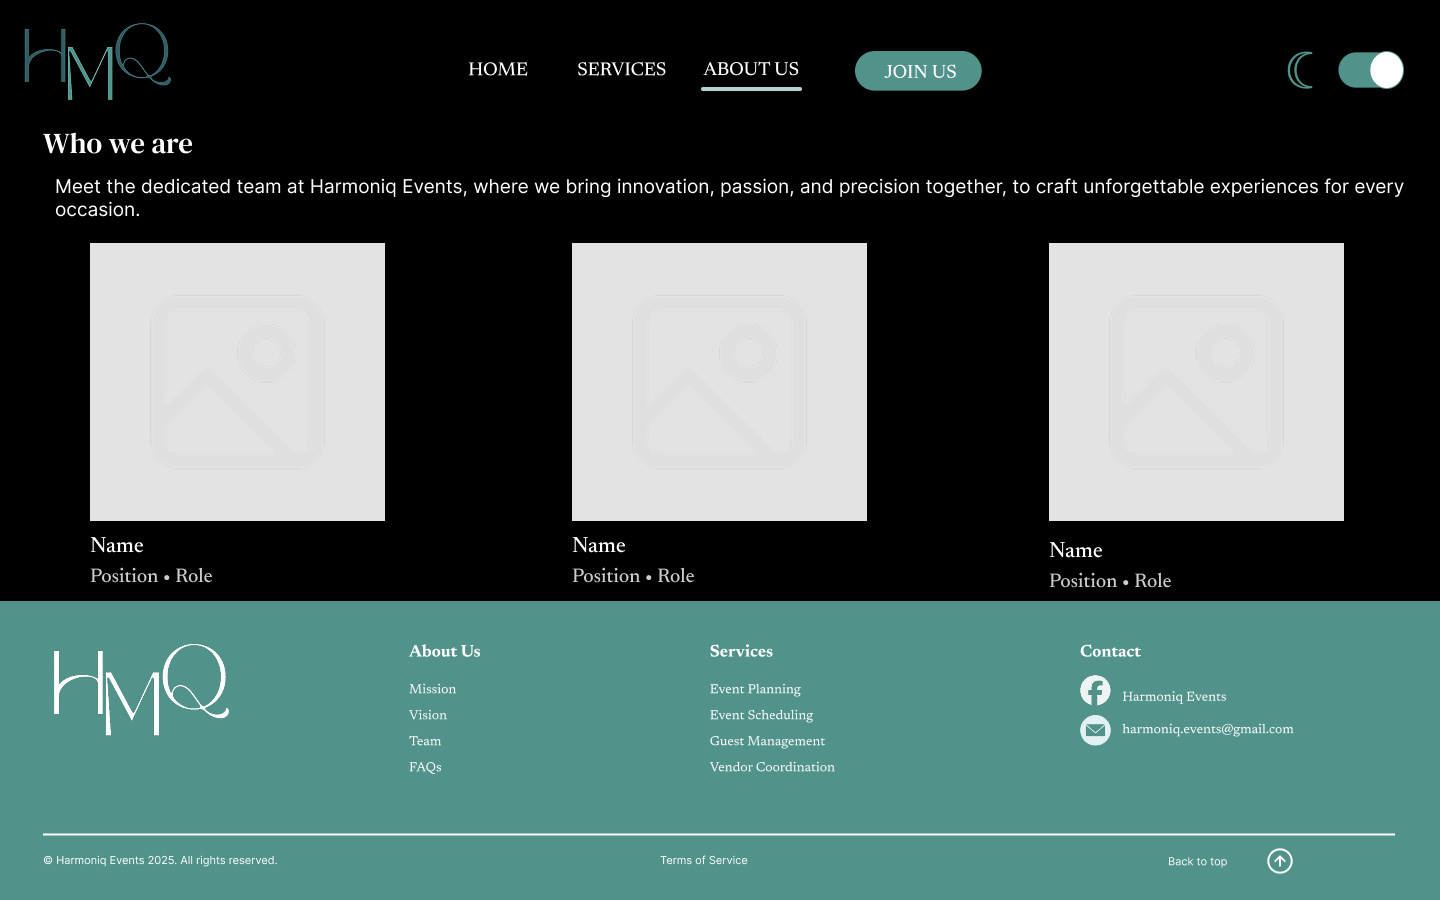 HMQ
HOME SERVICES ABOUT US JOIN US
Who we are
Meet the dedicated team at Harmoniq Events, where we bring innovation, passion, and precision together, to craft unforgettable experiences for every
occasion.
Name
Position • Role
Name
Position • Role
Name
Position • Role
HMQ
About Us
Mission
Vision
Team
FAQs
Services
Event Planning
Event Scheduling
Guest Management
Vendor Coordination
Contact
Harmoniq Events
harmoniq.events@gmail.com
© Harmoniq Events 2025. All rights reserved.
Terms of Service
Back to top